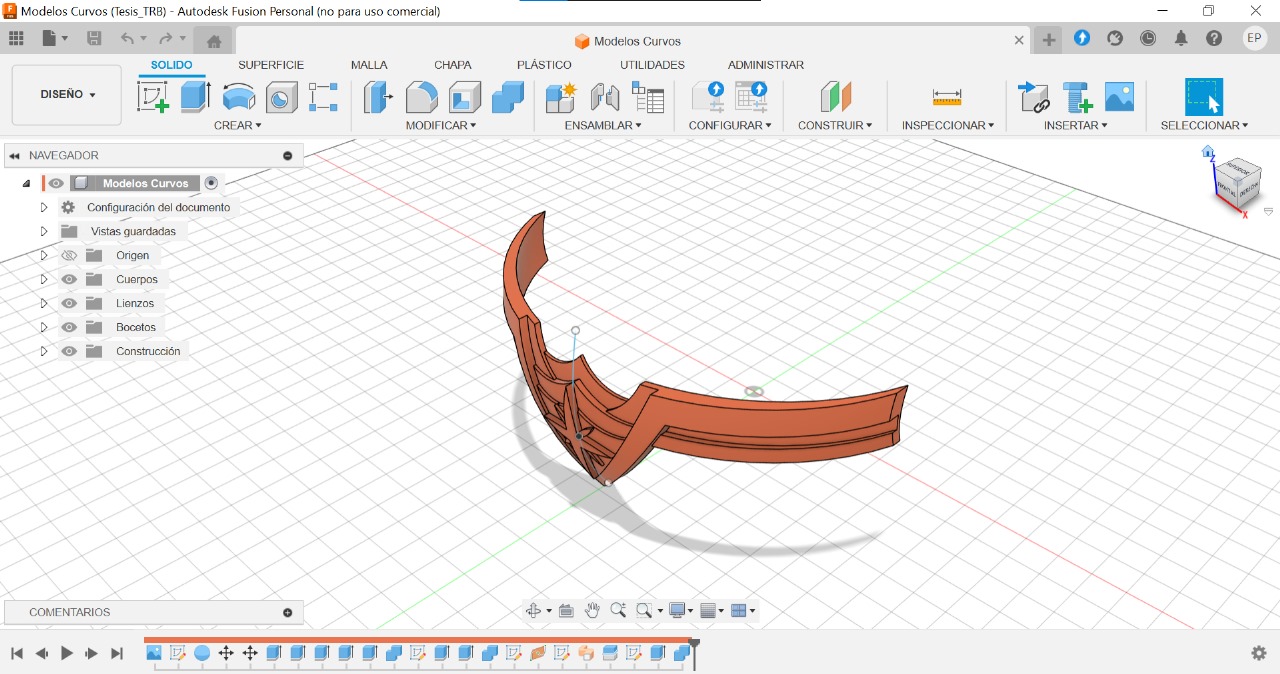 Modelos Curvos (Tesis_TRB) - Autodesk Fusion Personal (no para uso comercial)
Modelos Curvos
EP
DISEÑO
SOLIDO SUPERFICIE MALLA CHAPA PLÁSTICO UTILIDADES ADMINISTRAR
CREAR MODIFICAR ENSAMBLAR CONFIGURAR CONSTRUIR INSPECCIONAR INSERTAR SELECCIONAR
NAVEGADOR
Modelos Curvos
Configuración del documento
Vistas guardadas
Origen
Cuerpos
Lienzos
Bocetos
Construcción
Z
X
COMENTARIOS